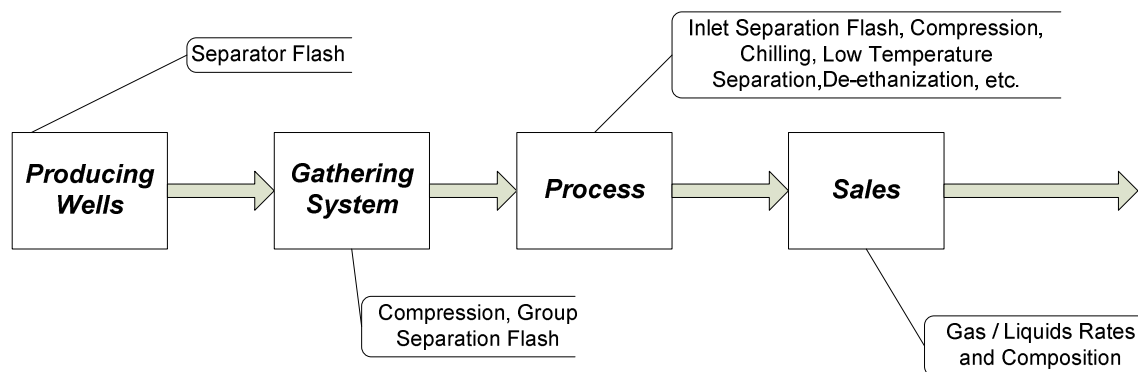 Separator Flash
Inlet Separation Flash, Compression,
Chilling, Low Temperature
Separation,De-ethanization, etc.
Producing
Wells
Gathering
System
Process
Sales
Compression, Group
Separation Flash
Gas / Liquids Rates
and Composition